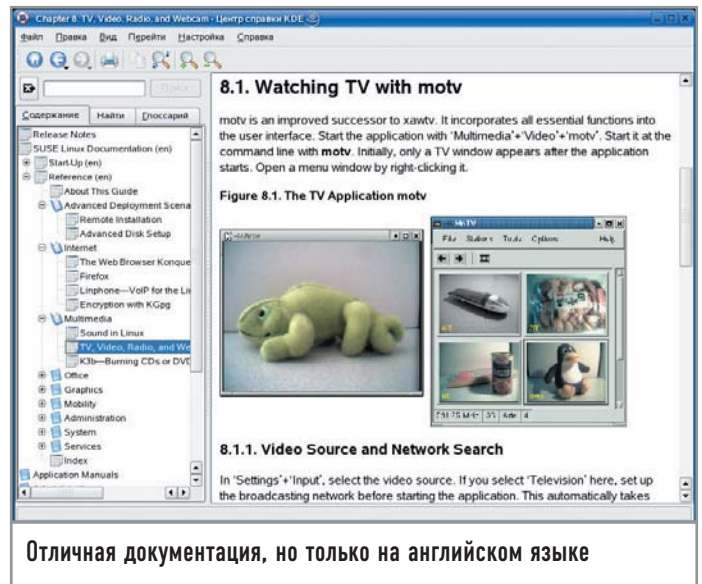 Chapter 8. TV, Video, Radio, and Webcam - Центр справки KDE
Файл Правка Вид Перейти Настройка Справка
Поиск
Содержание Найти Глоссарий
Release Notes
SUSE Linux Documentation (en)
Start-Up (en)
Reference (en)
About This Guide
Advanced Deployment Scena
Remote Installation
Advanced Disk Setup
Internet
The Web Browser Konque
Firefox
Linphone—VoIP for the Lin
Encryption with KGpg
Multimedia
Sound in Linux
TV, Video, Radio, and We
K3b—Burning CDs or DVD
Office
Graphics
Mobility
Administration
System
Services
Index
Application Manuals
8.1. Watching TV with motv
motv is an improved successor to xawtv. It incorporates all essential functions into
the user interface. Start the application with 'Multimedia'+'Video'+'motv'. Start it at the
command line with motv. Initially, only a TV window appears after the application
starts. Open a menu window by right-clicking it.
Figure 8.1. The TV Application motv
MoTV
File Stations Tools Options Help
8.1.1. Video Source and Network Search
In 'Settings'+'Input', select the video source. If you select 'Television' here, set up
the broadcasting network before starting the application. This automatically takes
Отличная документация, но только на английском языке